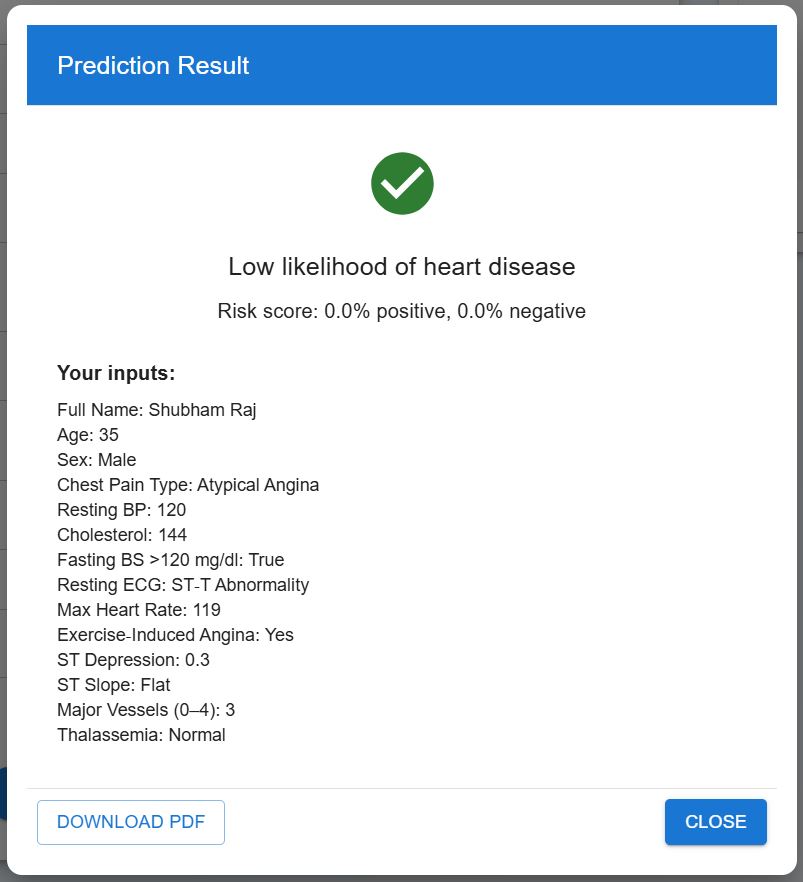 Prediction Result
Low likelihood of heart disease
Risk score: 0.0% positive, 0.0% negative
Your inputs:
Full Name: Shubham Raj
Age: 35
Sex: Male
Chest Pain Type: Atypical Angina
Resting BP: 120
Cholesterol: 144
Fasting BS >120 mg/dl: True
Resting ECG: ST-T Abnormality
Max Heart Rate: 119
Exercise-Induced Angina: Yes
ST Depression: 0.3
ST Slope: Flat
Major Vessels (0–4): 3
Thalassemia: Normal
DOWNLOAD PDF
CLOSE